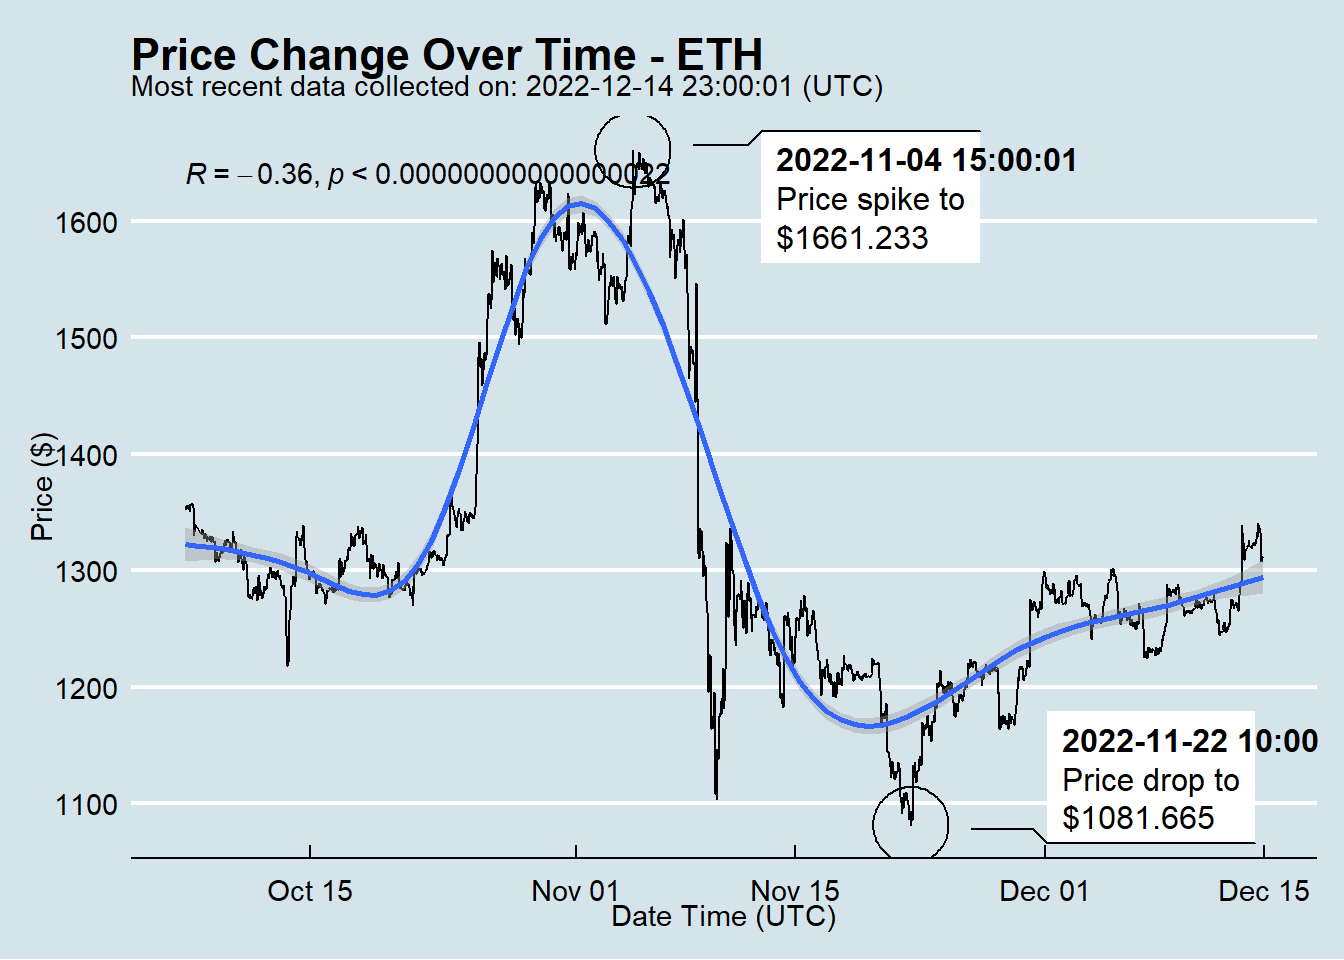 Price Change Over Time - ETH
Most recent data collected on: 2022-12-14 23:00:01 (UTC)
R = −0.36, p < 0.00000000000000022
2022-11-04 15:00:01
Price spike to
$1661.233
1600
1500
1400
1300
1200
1100
Price ($)
2022-11-22 10:00
Price drop to
$1081.665
Oct 15
Nov 01
Nov 15
Dec 01
Dec 15
Date Time (UTC)